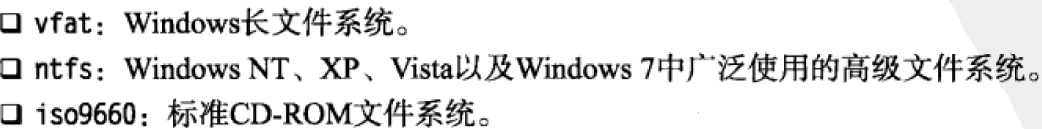 □ vfat：Windows长文件系统。
□ ntfs：Windows NT、XP、Vista以及Windows 7中广泛使用的高级文件系统。
□ iso9660：标准CD-ROM文件系统。